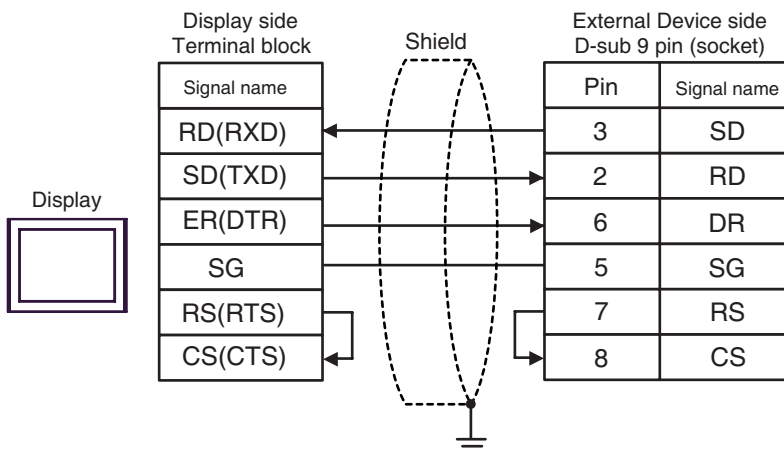 Display side
Terminal block
Shield
External Device side
D-sub 9 pin (socket)
Signal name
Pin
Signal name
RD(RXD)
3
SD
SD(TXD)
2
RD
Display
ER(DTR)
6
DR
SG
5
SG
RS(RTS)
7
RS
CS(CTS)
8
CS